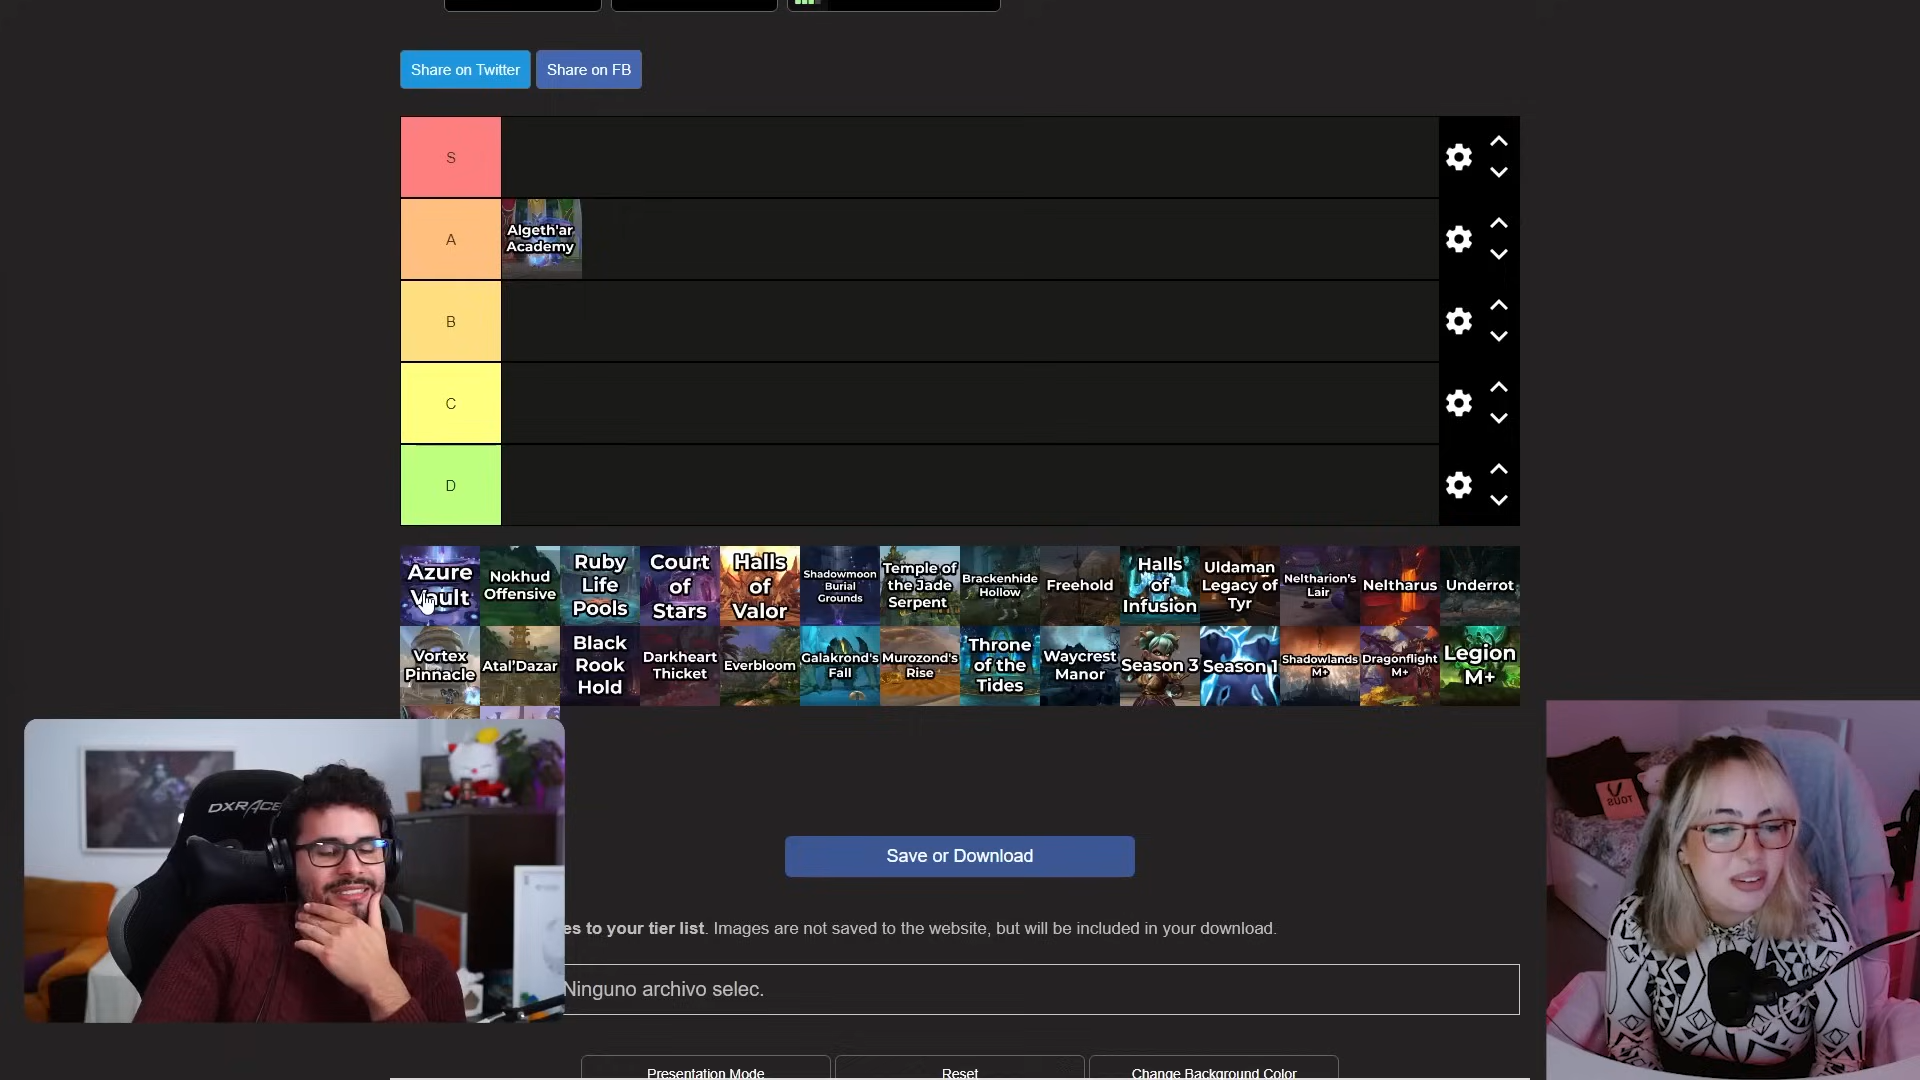 Share on Twitter
Share on FB
S
A
Algeth'ar
Academy
B
C
D
Azure
Vault
Nokhud
Offensive
Ruby
Life
Pools
Court
of
Stars
Halls
of
Valor
Shadowmoon
Burial
Grounds
Temple of
the Jade
Serpent
Brackenhide
Hollow
Freehold
Halls
of
Infusion
Uldaman
Legacy of
Tyr
Neltharion's
Lair
Neltharus
Underrot
Vortex
Pinnacle
Atal'Dazar
Black
Rook
Hold
Darkheart
Thicket
Everbloom
Galakrond's
Fall
Murozond's
Rise
Throne
of the
Tides
Waycrest
Manor
Season 3
Season 1
Shadowlands
M+
Dragonflight
M+
Legion
M+
DXRACE
Save or Download
es to your tier list. Images are not saved to the website, but will be included in your download.
Ninguno archivo selec.
Presentation Mode
Reset
Change Background Color